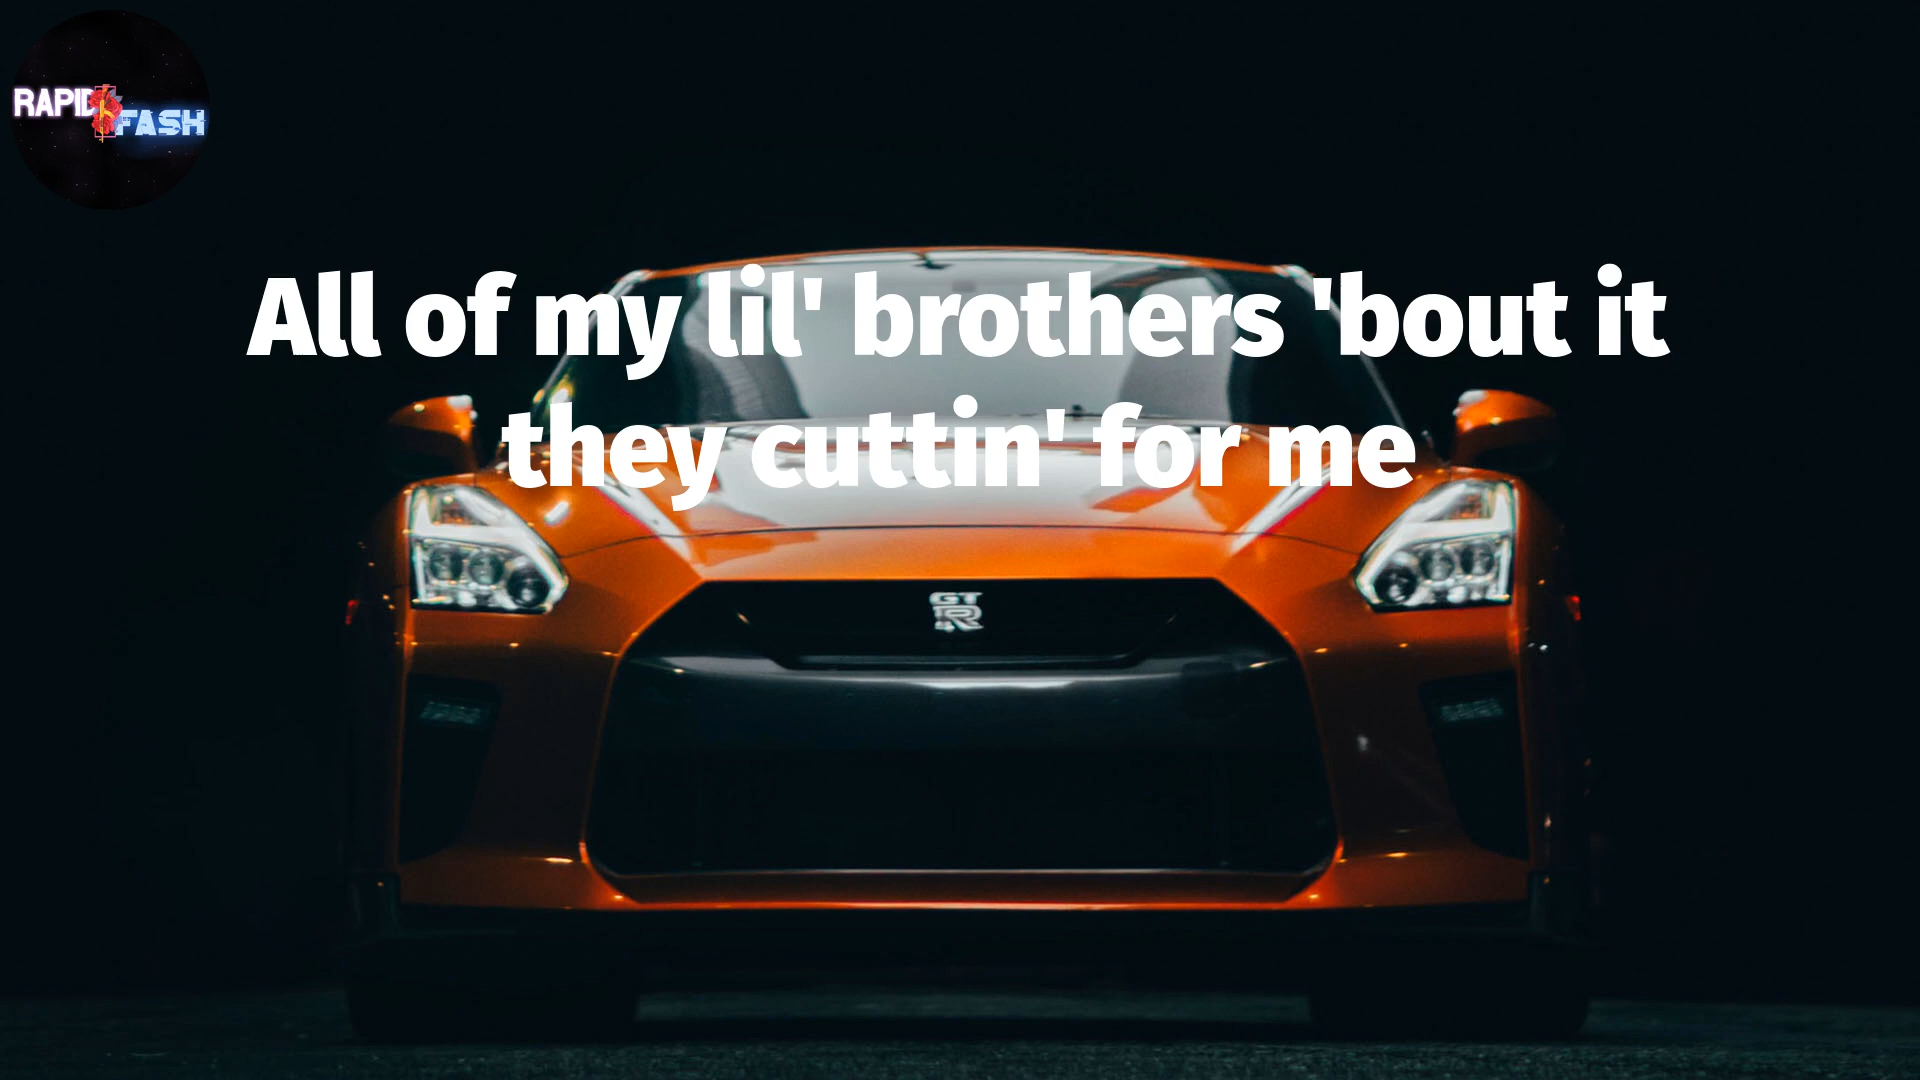 RAPID
FASH
All of my lil' brothers 'bout it
they cuttin' for me
GT
R